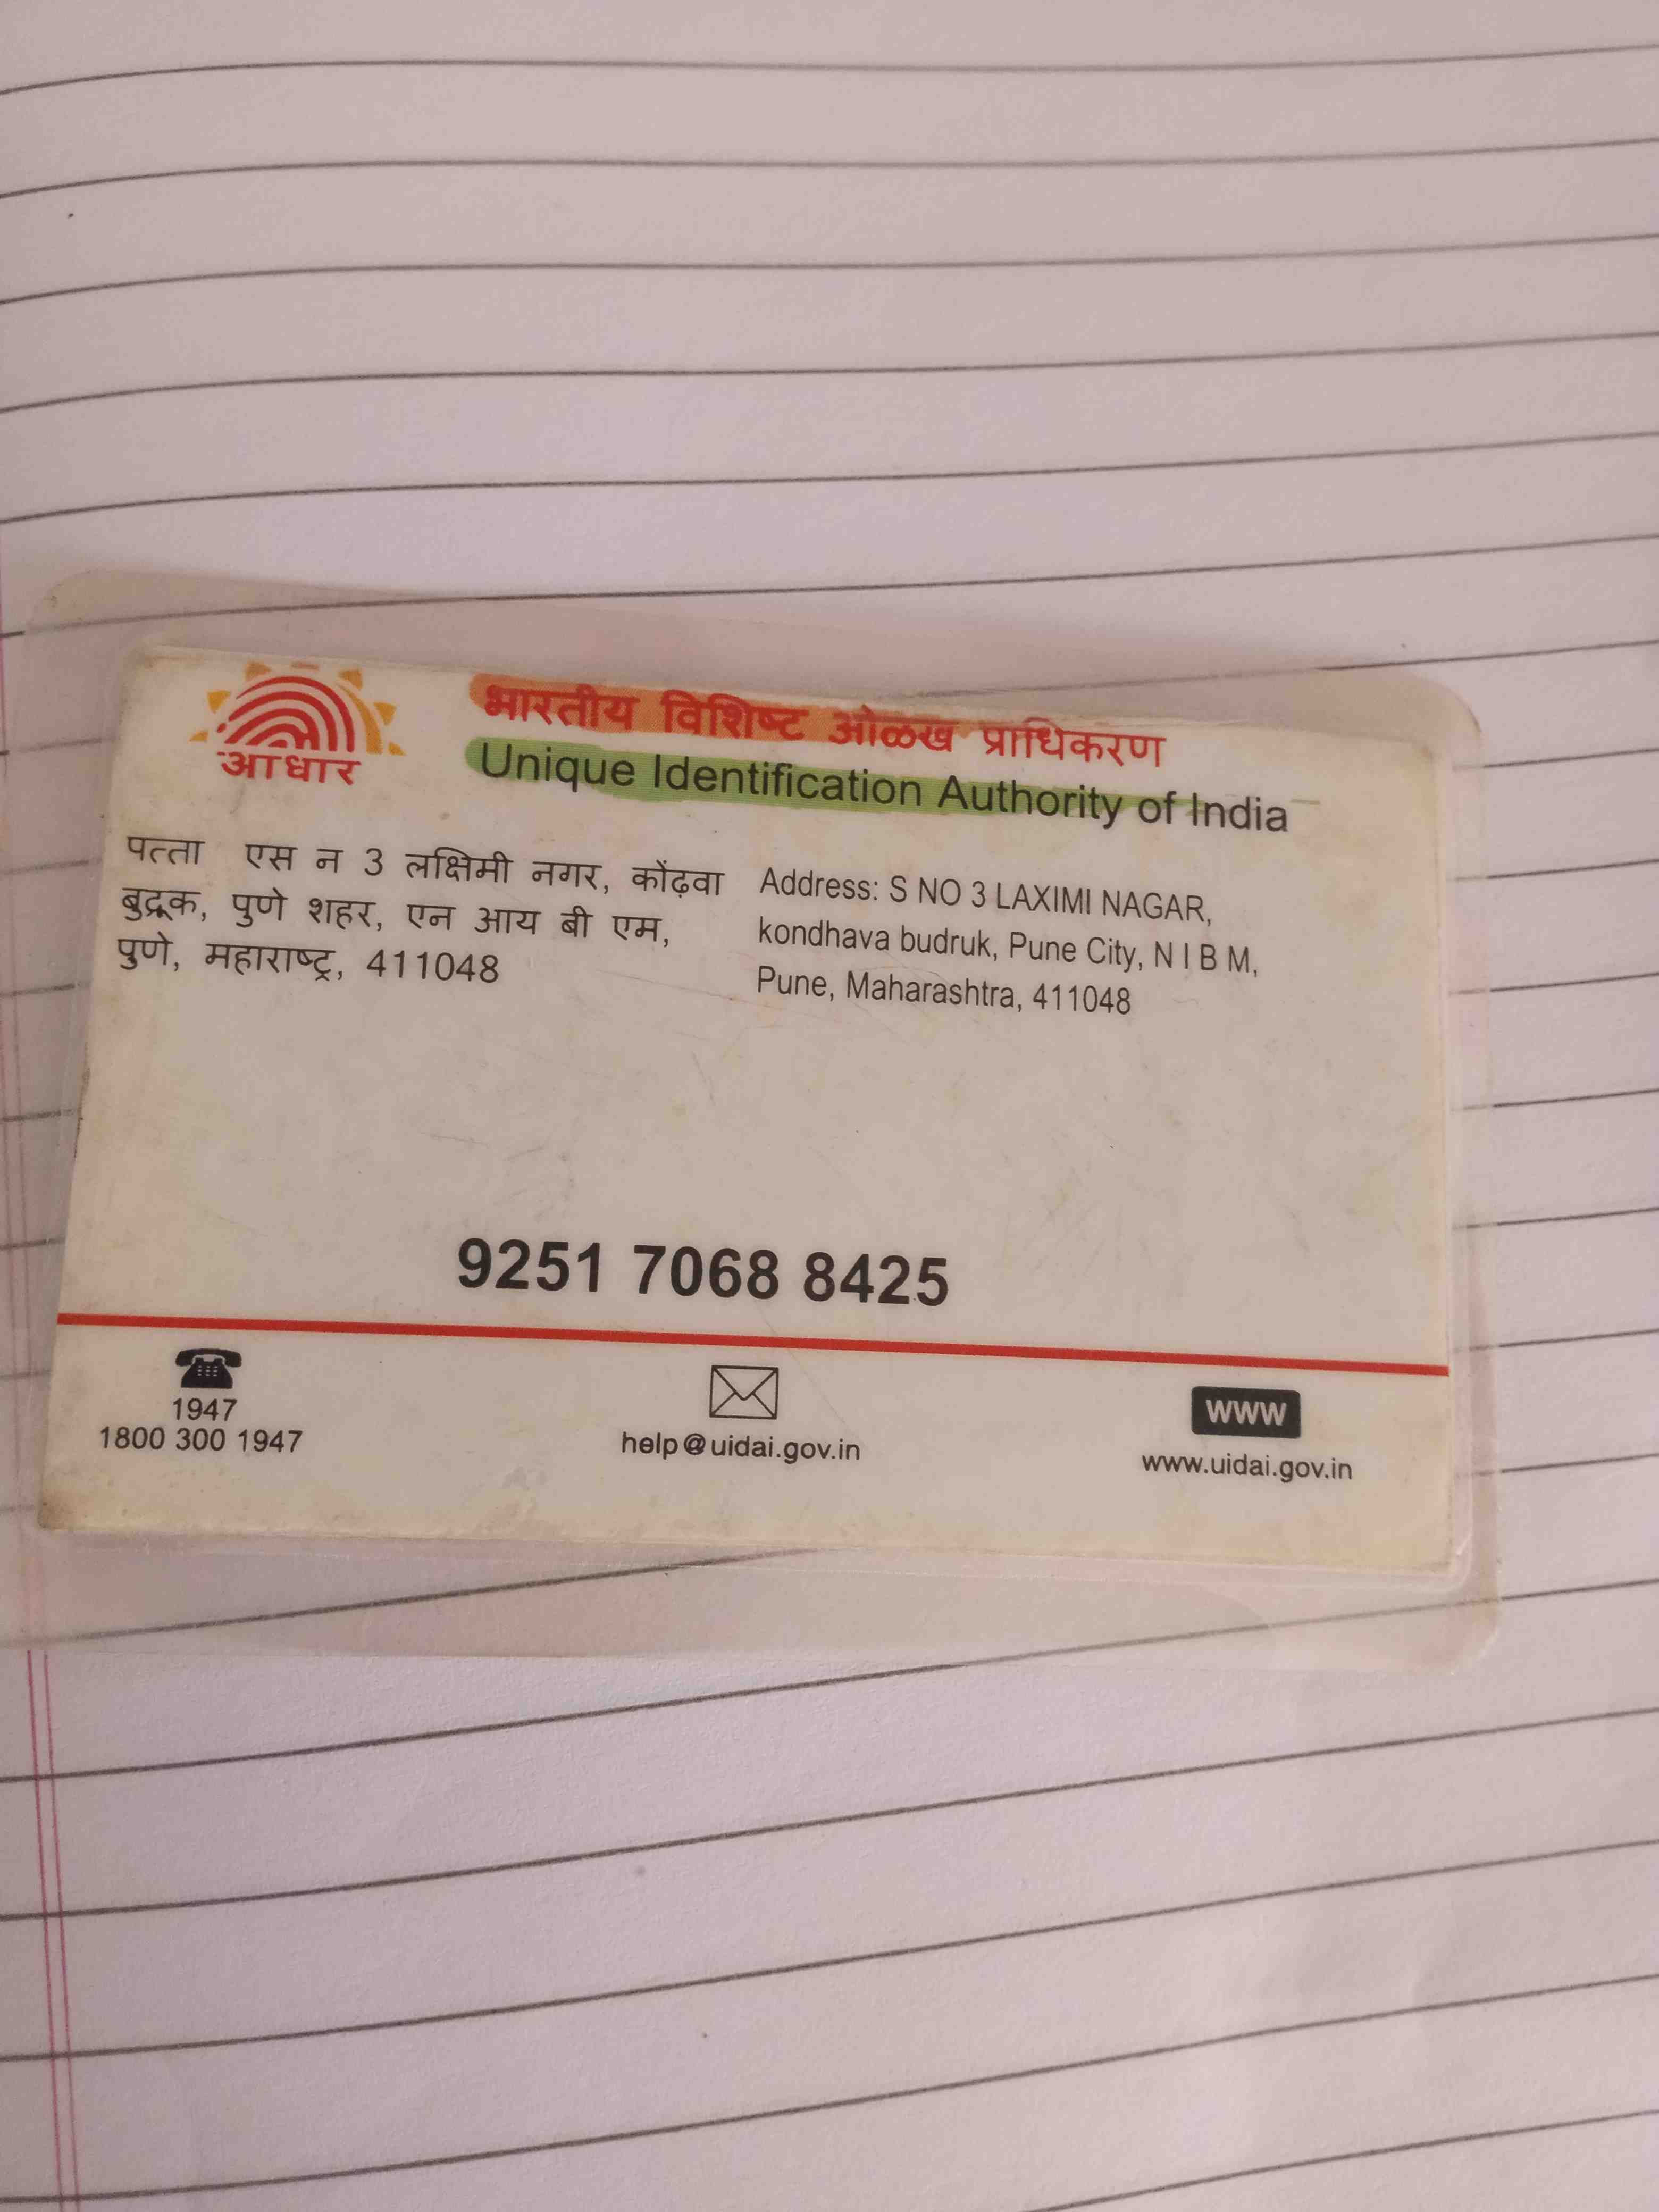 आधार
भारतीय विशिष्ट ओळख प्राधिकरण
Unique Identification Authority of India
पत्ता एस न 3 लक्षिमी नगर, कोंढ़वा
बुद्रूक, पुणे शहर, एन आय बी एम,
पुणे, महाराष्ट्र, 411048
Address: S NO 3 LAXIMI NAGAR,
kondhava budruk, Pune City, N I B M,
Pune, Maharashtra, 411048
9251 7068 8425
1947
1800 300 1947
help@uidai.gov.in
WWW
www.uidai.gov.in